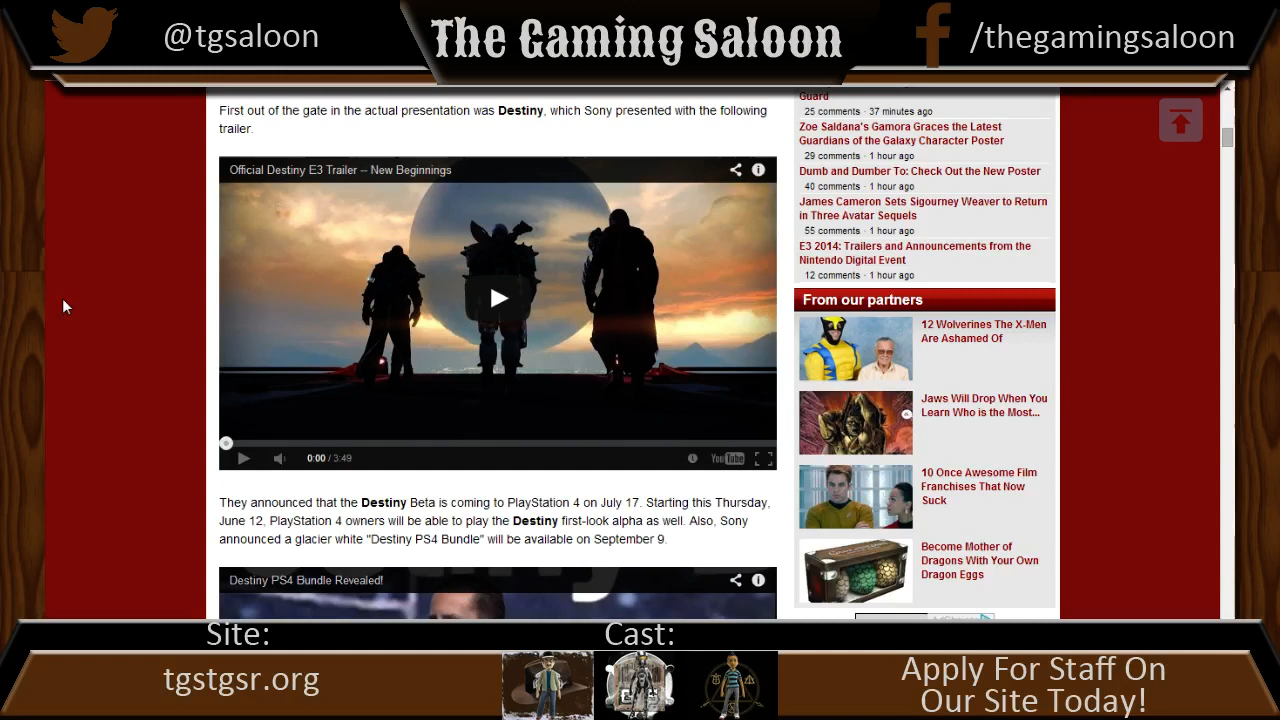 @tgsaloon
The Gaming Saloon
/thegamingsaloon
First out of the gate in the actual presentation was Destiny, which Sony presented with the following
trailer.
Official Destiny E3 Trailer -- New Beginnings
0:00 / 3:49
YouTube
They announced that the Destiny Beta is coming to PlayStation 4 on July 17. Starting this Thursday,
June 12, PlayStation 4 owners will be able to play the Destiny first-look alpha as well. Also, Sony
announced a glacier white "Destiny PS4 Bundle" will be available on September 9.
Destiny PS4 Bundle Revealed!
Guard
25 comments · 37 minutes ago
Zoe Saldana's Gamora Graces the Latest
Guardians of the Galaxy Character Poster
29 comments · 1 hour ago
Dumb and Dumber To: Check Out the New Poster
40 comments · 1 hour ago
James Cameron Sets Sigourney Weaver to Return
in Three Avatar Sequels
55 comments · 1 hour ago
E3 2014: Trailers and Announcements from the
Nintendo Digital Event
12 comments · 1 hour ago
From our partners
12 Wolverines The X-Men
Are Ashamed Of
Jaws Will Drop When You
Learn Who is the Most...
10 Once Awesome Film
Franchises That Now
Suck
Become Mother of
Dragons With Your Own
Dragon Eggs
Site:
tgstgsr.org
Cast:
Apply For Staff On
Our Site Today!